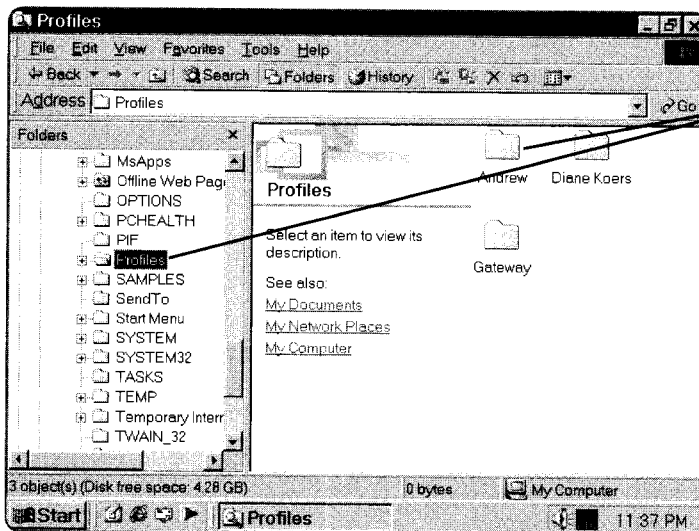 Profiles
File Edit View Favorites Tools Help
Back Search Folders History
Address Profiles Go
Folders
MsApps
Offline Web Pag
OPTIONS
PCHEALTH
PIF
Profiles
SAMPLES
SendTo
Start Menu
SYSTEM
SYSTEM32
TASKS
TEMP
Temporary Intern
TWAIN_32
Profiles
Select an item to view its
description.
See also:
My Documents
My Network Places
My Computer
Andrew Diane Koers
Gateway
3 object(s) (Disk free space: 4.28 GB) 0 bytes My Computer
Start Profiles 11:37 PM